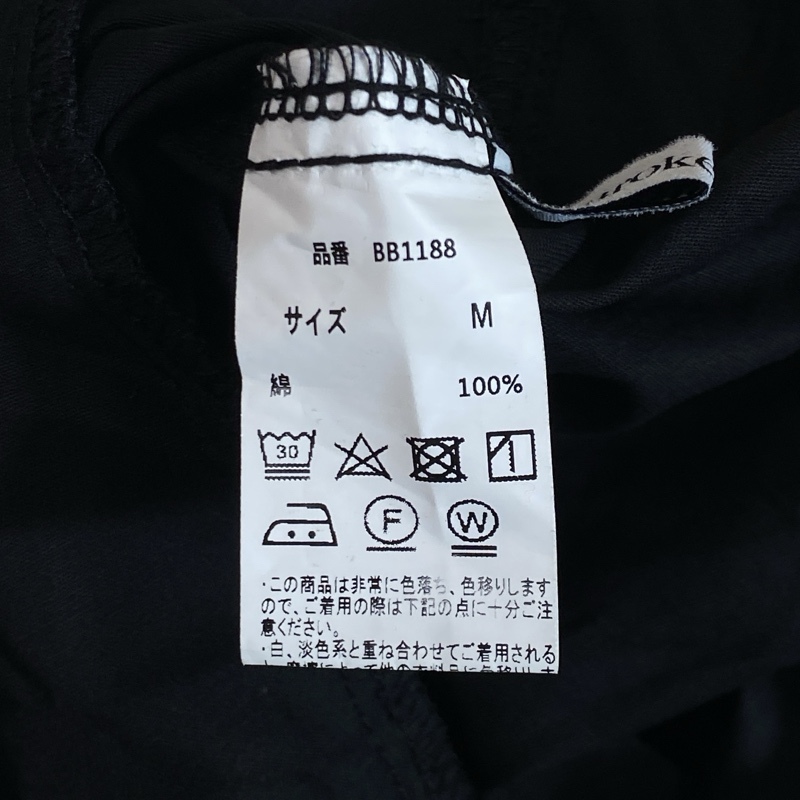 品番 BB1188
サイズ M
綿 100%
30
F W
・この商品は非常に色落ち、色移りします
ので、ご着用の際は下記の点に十分ご注
意ください。
・白、淡色系と重ね合わせてご着用される